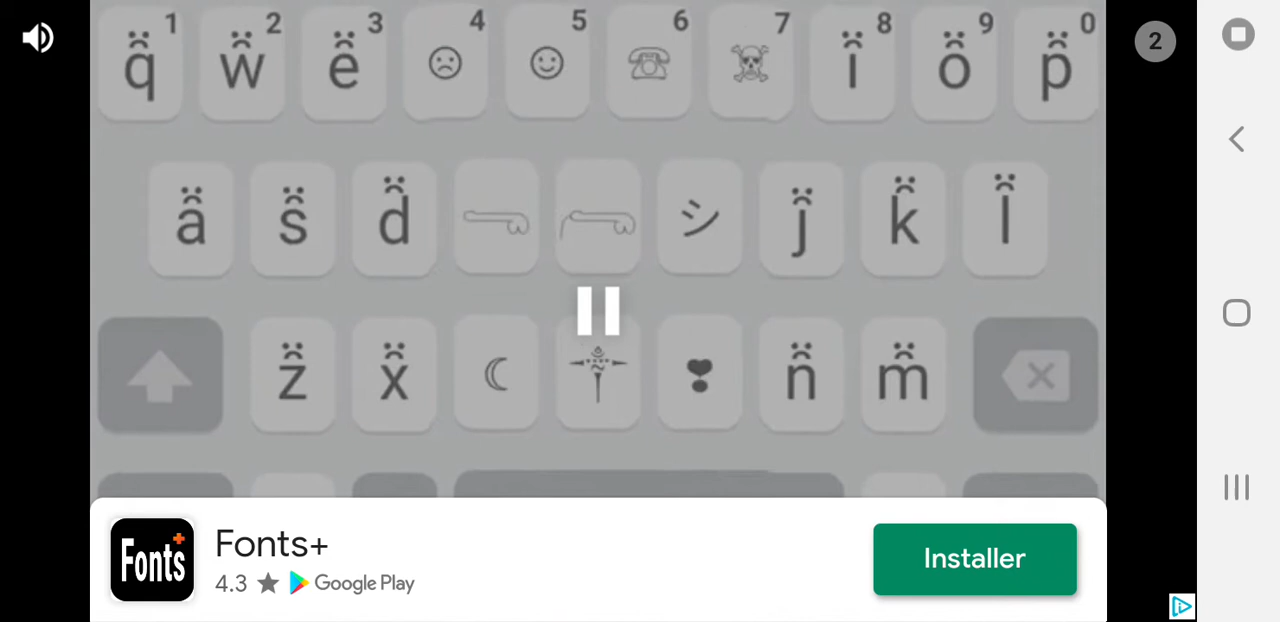 1 2 3 4 5 6 7 8 9 0
q̑̈ ẅ̑ ë̑ ☹ ☺ ☏ ☠ ï̑ ö̑ p̑̈
2
ä̑ s̑̈ d̑̈ シ j̑̈ k̑̈ l̑̈
z̑̈ ẍ̑ ☾ ❣ n̑̈ m̑̈
Fonts+
Fonts+
4.3 ★ Google Play
Installer